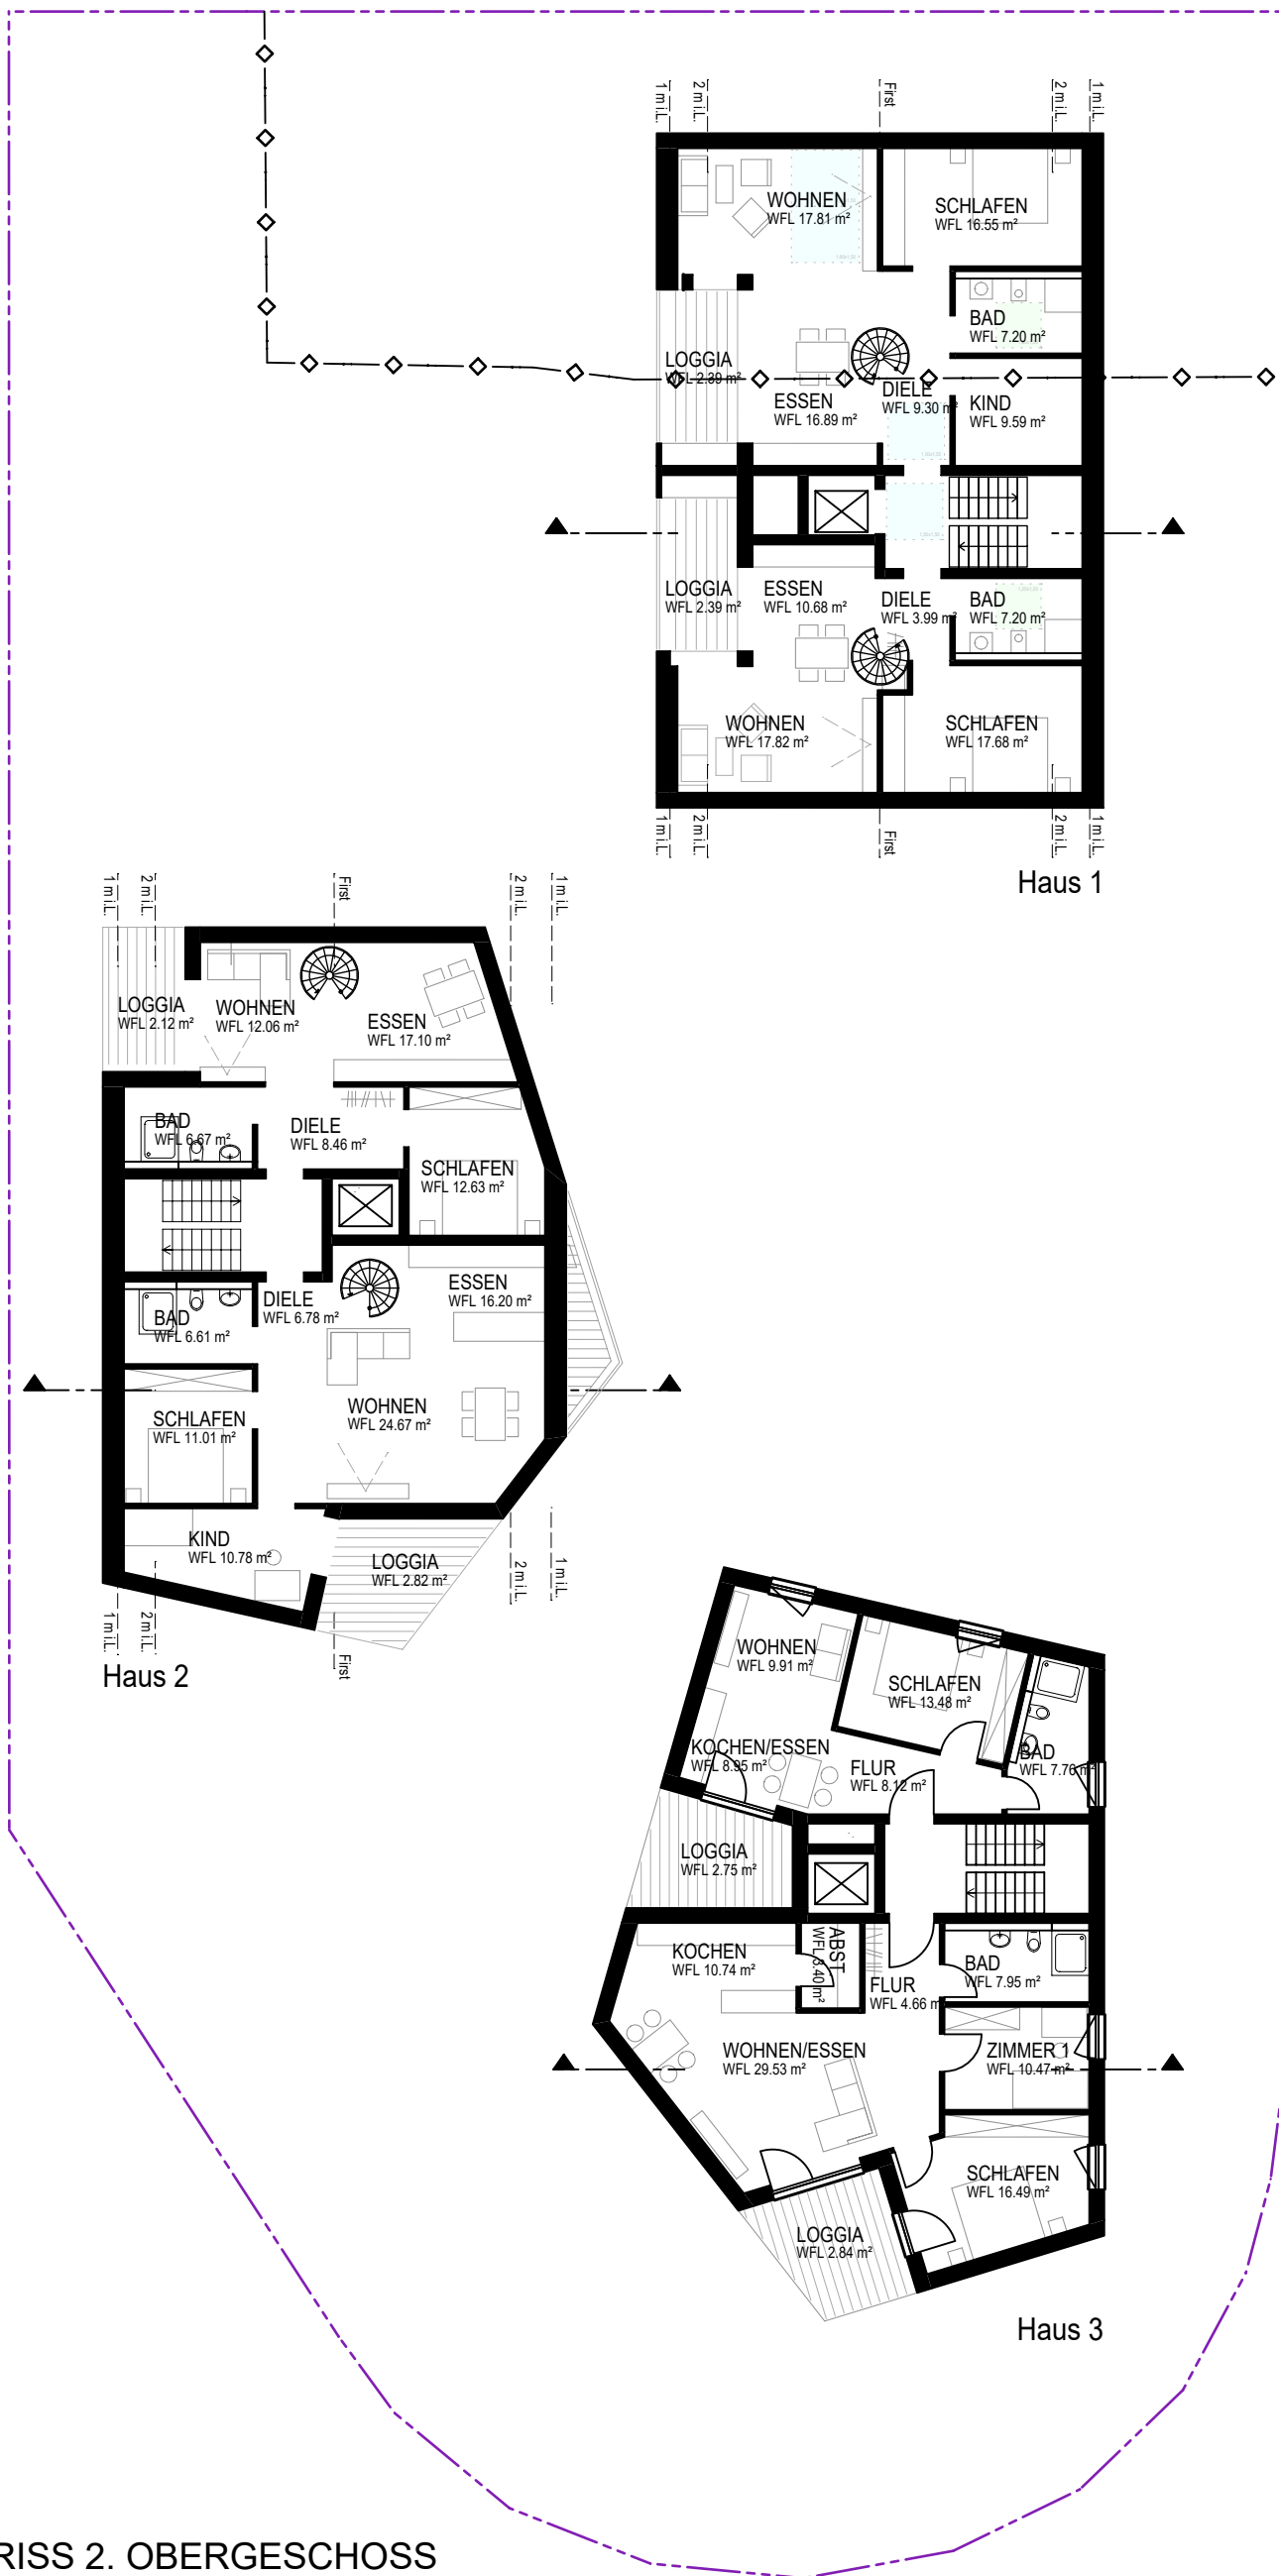 1 m i.L.
2 m i.L.
First
2 m i.L.
1 m i.L.
WOHNEN
WFL 17.81 m²
SCHLAFEN
WFL 16.55 m²
BAD
WFL 7.20 m²
LOGGIA
WFL 2.39 m²
ESSEN
WFL 16.89 m²
DIELE
WFL 9.30 m²
KIND
WFL 9.59 m²
LOGGIA
WFL 2.39 m²
ESSEN
WFL 10.68 m²
DIELE
WFL 3.99 m²
BAD
WFL 7.20 m²
WOHNEN
WFL 17.82 m²
SCHLAFEN
WFL 17.68 m²
1 m i.L.
2 m i.L.
First
2 m i.L.
1 m i.L.
Haus 1
1 m i.L.
2 m i.L.
First
2 m i.L.
1 m i.L.
LOGGIA
WFL 2.12 m²
WOHNEN
WFL 12.06 m²
ESSEN
WFL 17.10 m²
BAD
WFL 6.67 m²
DIELE
WFL 8.46 m²
SCHLAFEN
WFL 12.63 m²
ESSEN
WFL 16.20 m²
DIELE
WFL 6.78 m²
BAD
WFL 6.61 m²
WOHNEN
WFL 24.67 m²
SCHLAFEN
WFL 11.01 m²
KIND
WFL 10.78 m²
LOGGIA
WFL 2.82 m²
2 m i.L.
1 m i.L.
1 m i.L.
2 m i.L.
First
Haus 2
WOHNEN
WFL 9.91 m²
SCHLAFEN
WFL 13.48 m²
KOCHEN/ESSEN
WFL 8.95 m²
FLUR
WFL 8.12 m²
BAD
WFL 7.76 m²
LOGGIA
WFL 2.75 m²
KOCHEN
WFL 10.74 m²
ABST
WFL 3.40 m²
FLUR
WFL 4.66 m
BAD
WFL 7.95 m²
WOHNEN/ESSEN
WFL 29.53 m²
ZIMMER 1
WFL 10.47 m²
SCHLAFEN
WFL 16.49 m²
LOGGIA
WFL 2.84 m²
Haus 3
RISS 2. OBERGESCHOSS